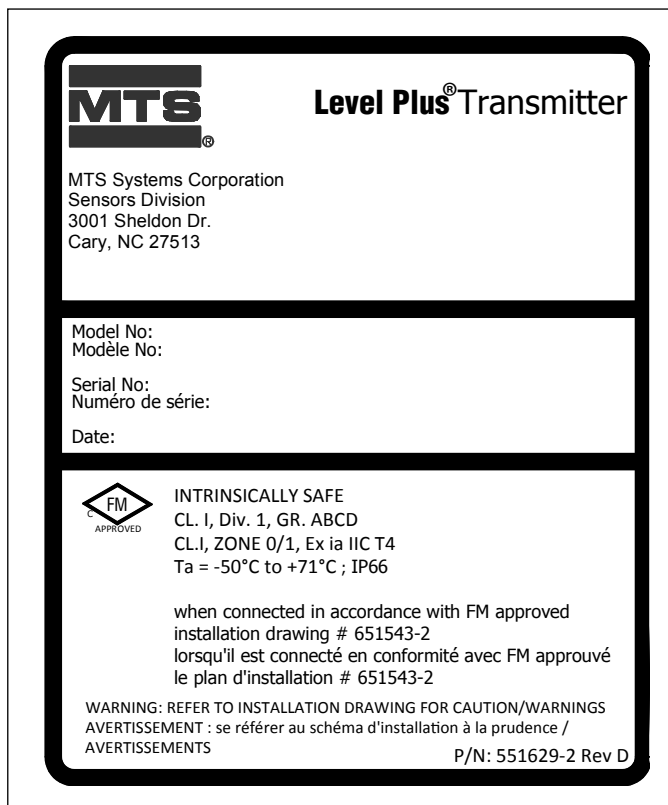 MTS
®
Level Plus® Transmitter
MTS Systems Corporation
Sensors Division
3001 Sheldon Dr.
Cary, NC 27513
Model No:
Modèle No:
Serial No:
Numéro de série:
Date:
FM
C
APPROVED
INTRINSICALLY SAFE
CL. I, Div. 1, GR. ABCD
CL.I, ZONE 0/1, Ex ia IIC T4
Ta = -50°C to +71°C ; IP66
when connected in accordance with FM approved
installation drawing # 651543-2
lorsqu'il est connecté en conformité avec FM approuvé
le plan d'installation # 651543-2
WARNING: REFER TO INSTALLATION DRAWING FOR CAUTION/WARNINGS
AVERTISSEMENT : se référer au schéma d'installation à la prudence /
AVERTISSEMENTS
P/N: 551629-2 Rev D